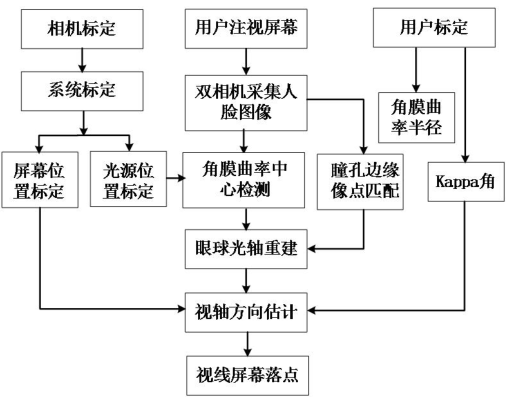 相机标定
用户注视屏幕
用户标定
系统标定
双相机采集人
脸图像
角膜曲
率半径
屏幕位
置标定
光源位
置标定
角膜曲率中
心检测
瞳孔边缘
像点匹配
Kappa角
眼球光轴重建
视轴方向估计
视线屏幕落点